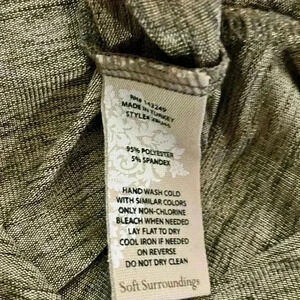 MADE IN TURKEY
95% POLYESTER
5% SPANDEX
HAND WASH COLD
WITH SIMILAR COLORS
ONLY NON-CHLORINE
BLEACH WHEN NEEDED
LAY FLAT TO DRY
COOL IRON IF NEEDED
ON REVERSE
DO NOT DRY CLEAN
Soft Surroundings